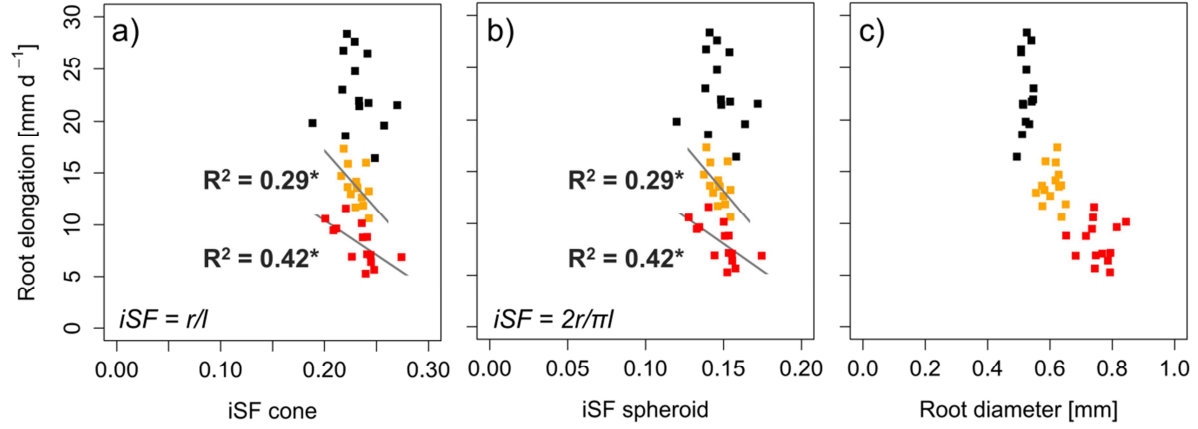 a)
b)
c)
Root elongation [mm d⁻¹]
30
25
20
15
10
5
0
R² = 0.29*
R² = 0.42*
iSF = r/l
R² = 0.29*
R² = 0.42*
iSF = 2r/πl
0.00 0.10 0.20 0.30
0.00 0.05 0.10 0.15 0.20
0.0 0.2 0.4 0.6 0.8 1.0
iSF cone
iSF spheroid
Root diameter [mm]